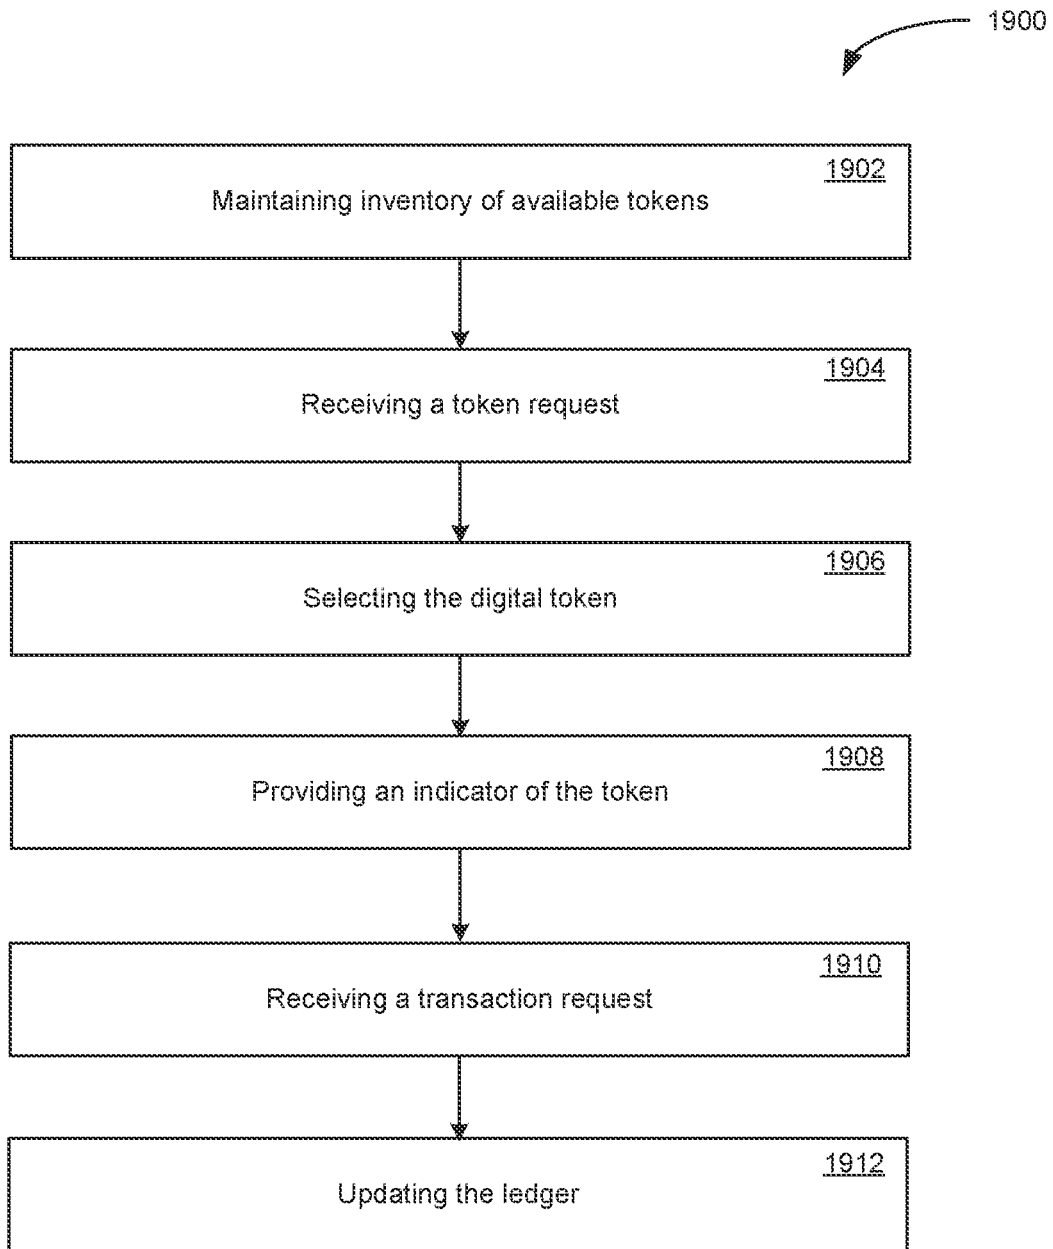 1900
1902
Maintaining inventory of available tokens
1904
Receiving a token request
1906
Selecting the digital token
1908
Providing an indicator of the token
1910
Receiving a transaction request
1912
Updating the ledger